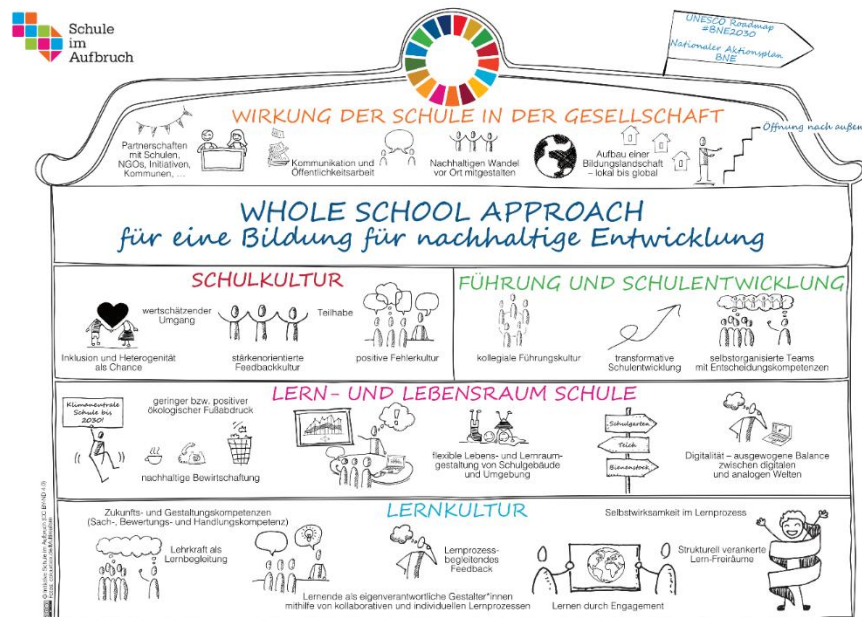 Schule
im
Aufbruch
UNESCO Roadmap
#BNE2030
Nationaler Aktionsplan
BNE
WIRKUNG DER SCHULE IN DER GESELLSCHAFT
Partnerschaften
mit Schulen,
NGOs, Initiativen,
Kommunen, ...
Kommunikation und
Öffentlichkeitsarbeit
Nachhaltigen Wandel
vor Ort mitgestalten
Aufbau einer
Bildungslandschaft
– lokal bis global
Öffnung nach außen
WHOLE SCHOOL APPROACH
für eine Bildung für nachhaltige Entwicklung
SCHULKULTUR
wertschätzender
Umgang
Teilhabe
Inklusion und Heterogenität
als Chance
stärkenorientierte
Feedbackkultur
positive Fehlerkultur
FÜHRUNG UND SCHULENTWICKLUNG
kollegiale Führungskultur
transformative
Schulentwicklung
selbstorganisierte Teams
mit Entscheidungskompetenzen
LERN- UND LEBENSRAUM SCHULE
Klimaneutrale
Schule bis
2030!
geringer bzw. positiver
ökologischer Fußabdruck
nachhaltige Bewirtschaftung
flexible Lebens- und Lernraum-
gestaltung von Schulgebäude
und Umgebung
Schulgarten
Teich
Bienenstock
Digitalität – ausgewogene Balance
zwischen digitalen
und analogen Welten
LERNKULTUR
Zukunfts- und Gestaltungskompetenzen
(Sach-, Bewertungs- und Handlungskompetenz)
Lehrkraft als
Lernbegleitung
Lernprozess-
begleitendes
Feedback
Lernende als eigenverantwortliche Gestalter*innen
mithilfe von kollaborativen und individuellen Lernprozessen
Lernen durch Engagement
Selbstwirksamkeit im Lernprozess
Strukturell verankerte
Lern-Freiräume